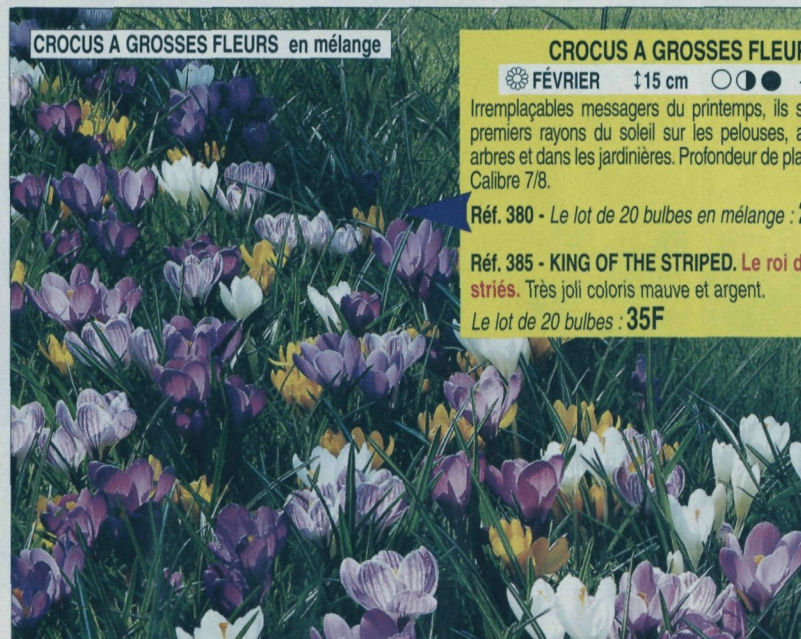 CROCUS A GROSSES FLEURS en mélange
CROCUS A GROSSES FLEU
FÉVRIER 15 cm
Irremplaçables messagers du printemps, ils
premiers rayons du soleil sur les pelouses,
arbres et dans les jardinières. Profondeur de
Calibre 7/8.
Réf. 380 - Le lot de 20 bulbes en mélange :
Réf. 385 - KING OF THE STRIPED. Le roi
striés. Très joli coloris mauve et argent.
Le lot de 20 bulbes : 35F